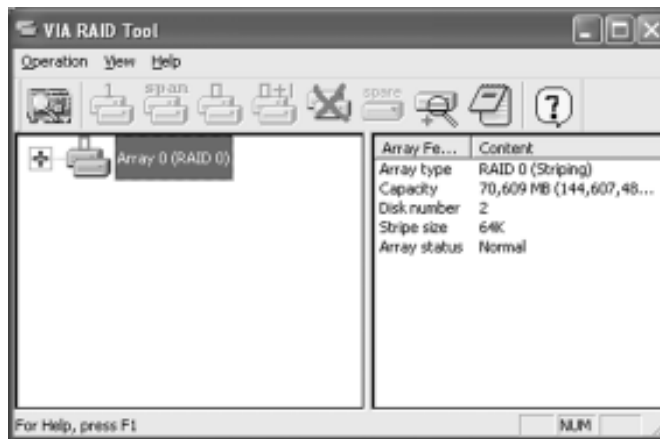 VIA RAID Tool
Operation View Help
1 span 0 0+1 spare
Array 0 (RAID 0)
Array Fe... Content
Array type RAID 0 (Striping)
Capacity 70,609 MB (144,607,48...
Disk number 2
Stripe size 64K
Array status Normal
For Help, press F1 NUM